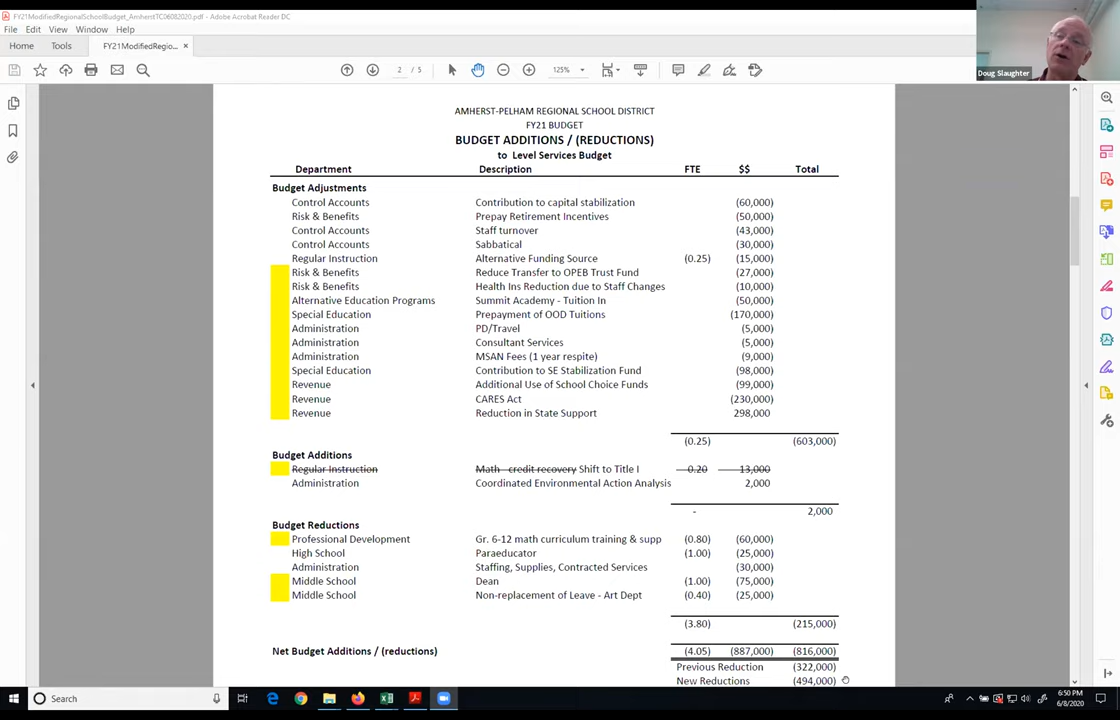 FY21ModifiedRegionalSchoolBudget_AmherstTC06082020.pdf - Adobe Acrobat Reader DC
File Edit View Window Help
Home Tools FY21ModifiedRegio... ×
2 / 5 125%
Doug Slaughter
AMHERST-PELHAM REGIONAL SCHOOL DISTRICT
FY21 BUDGET
BUDGET ADDITIONS / (REDUCTIONS)
to Level Services Budget
Department Description FTE $$ Total
Budget Adjustments
Control Accounts Contribution to capital stabilization (60,000)
Risk & Benefits Prepay Retirement Incentives (50,000)
Control Accounts Staff turnover (43,000)
Control Accounts Sabbatical (30,000)
Regular Instruction Alternative Funding Source (0.25) (15,000)
Risk & Benefits Reduce Transfer to OPEB Trust Fund (27,000)
Risk & Benefits Health Ins Reduction due to Staff Changes (10,000)
Alternative Education Programs Summit Academy - Tuition In (50,000)
Special Education Prepayment of OOD Tuitions (170,000)
Administration PD/Travel (5,000)
Administration Consultant Services (5,000)
Administration MSAN Fees (1 year respite) (9,000)
Special Education Contribution to SE Stabilization Fund (98,000)
Revenue Additional Use of School Choice Funds (99,000)
Revenue CARES Act (230,000)
Revenue Reduction in State Support 298,000
(0.25) (603,000)
Budget Additions
Regular Instruction Math - credit recovery Shift to Title I 0.20 13,000
Administration Coordinated Environmental Action Analysis 2,000
- 2,000
Budget Reductions
Professional Development Gr. 6-12 math curriculum training & supp (0.80) (60,000)
High School Paraeducator (1.00) (25,000)
Administration Staffing, Supplies, Contracted Services (30,000)
Middle School Dean (1.00) (75,000)
Middle School Non-replacement of Leave - Art Dept (0.40) (25,000)
(3.80) (215,000)
Net Budget Additions / (reductions) (4.05) (887,000) (816,000)
Previous Reduction (322,000)
New Reductions (494,000)
Search
6:50 PM
6/8/2020